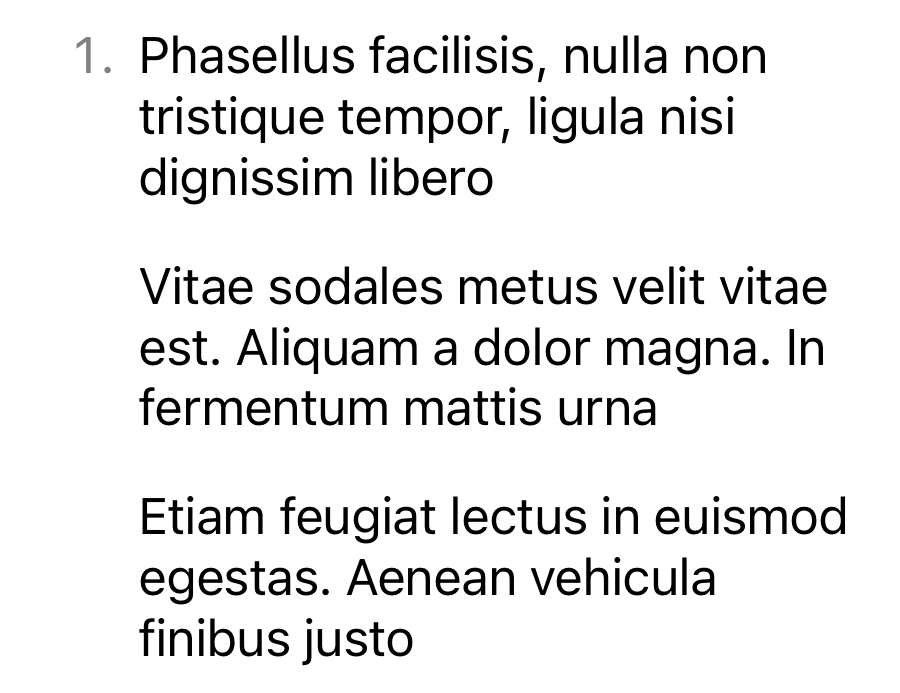 1. Phasellus facilisis, nulla non
tristique tempor, ligula nisi
dignissim libero
Vitae sodales metus velit vitae
est. Aliquam a dolor magna. In
fermentum mattis urna
Etiam feugiat lectus in euismod
egestas. Aenean vehicula
finibus justo